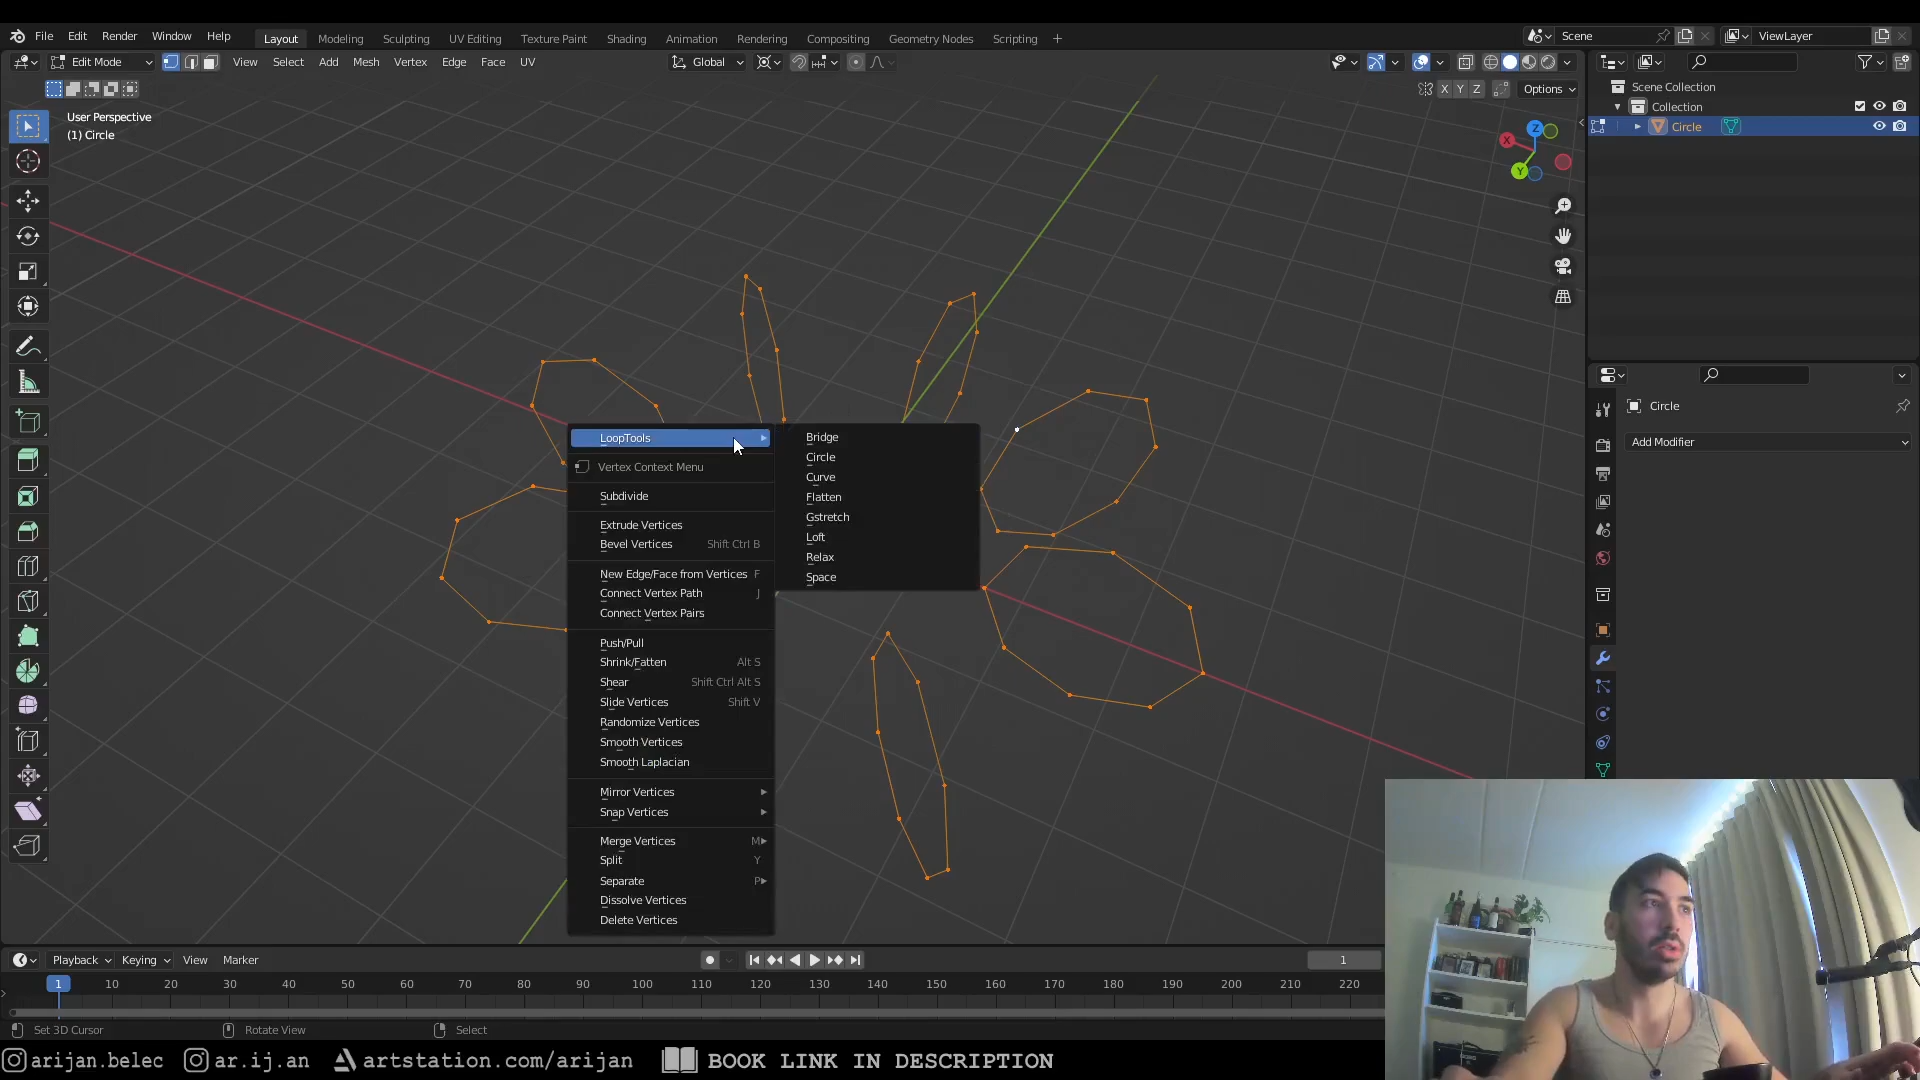 File Edit Render Window Help Layout Modeling Sculpting UV Editing Texture Paint Shading Animation Rendering Compositing Geometry Nodes Scripting + Scene ViewLayer
Edit Mode View Select Add Mesh Vertex Edge Face UV Global
X Y Z Options
User Perspective
(1) Circle
Scene Collection
Collection
Circle
Z
X
Y
Circle
Add Modifier
LoopTools
Vertex Context Menu
Subdivide
Extrude Vertices
Bevel Vertices Shift Ctrl B
New Edge/Face from Vertices F
Connect Vertex Path J
Connect Vertex Pairs
Push/Pull
Shrink/Fatten Alt S
Shear Shift Ctrl Alt S
Slide Vertices Shift V
Randomize Vertices
Smooth Vertices
Smooth Laplacian
Mirror Vertices
Snap Vertices
Merge Vertices M
Split Y
Separate P
Dissolve Vertices
Delete Vertices
Bridge
Circle
Curve
Flatten
Gstretch
Loft
Relax
Space
Playback Keying View Marker 1
1 10 20 30 40 50 60 70 80 90 100 110 120 130 140 150 160 170 180 190 200 210 220
Set 3D Cursor Rotate View Select
arijan.belec ar.ij.an artstation.com/arijan BOOK LINK IN DESCRIPTION